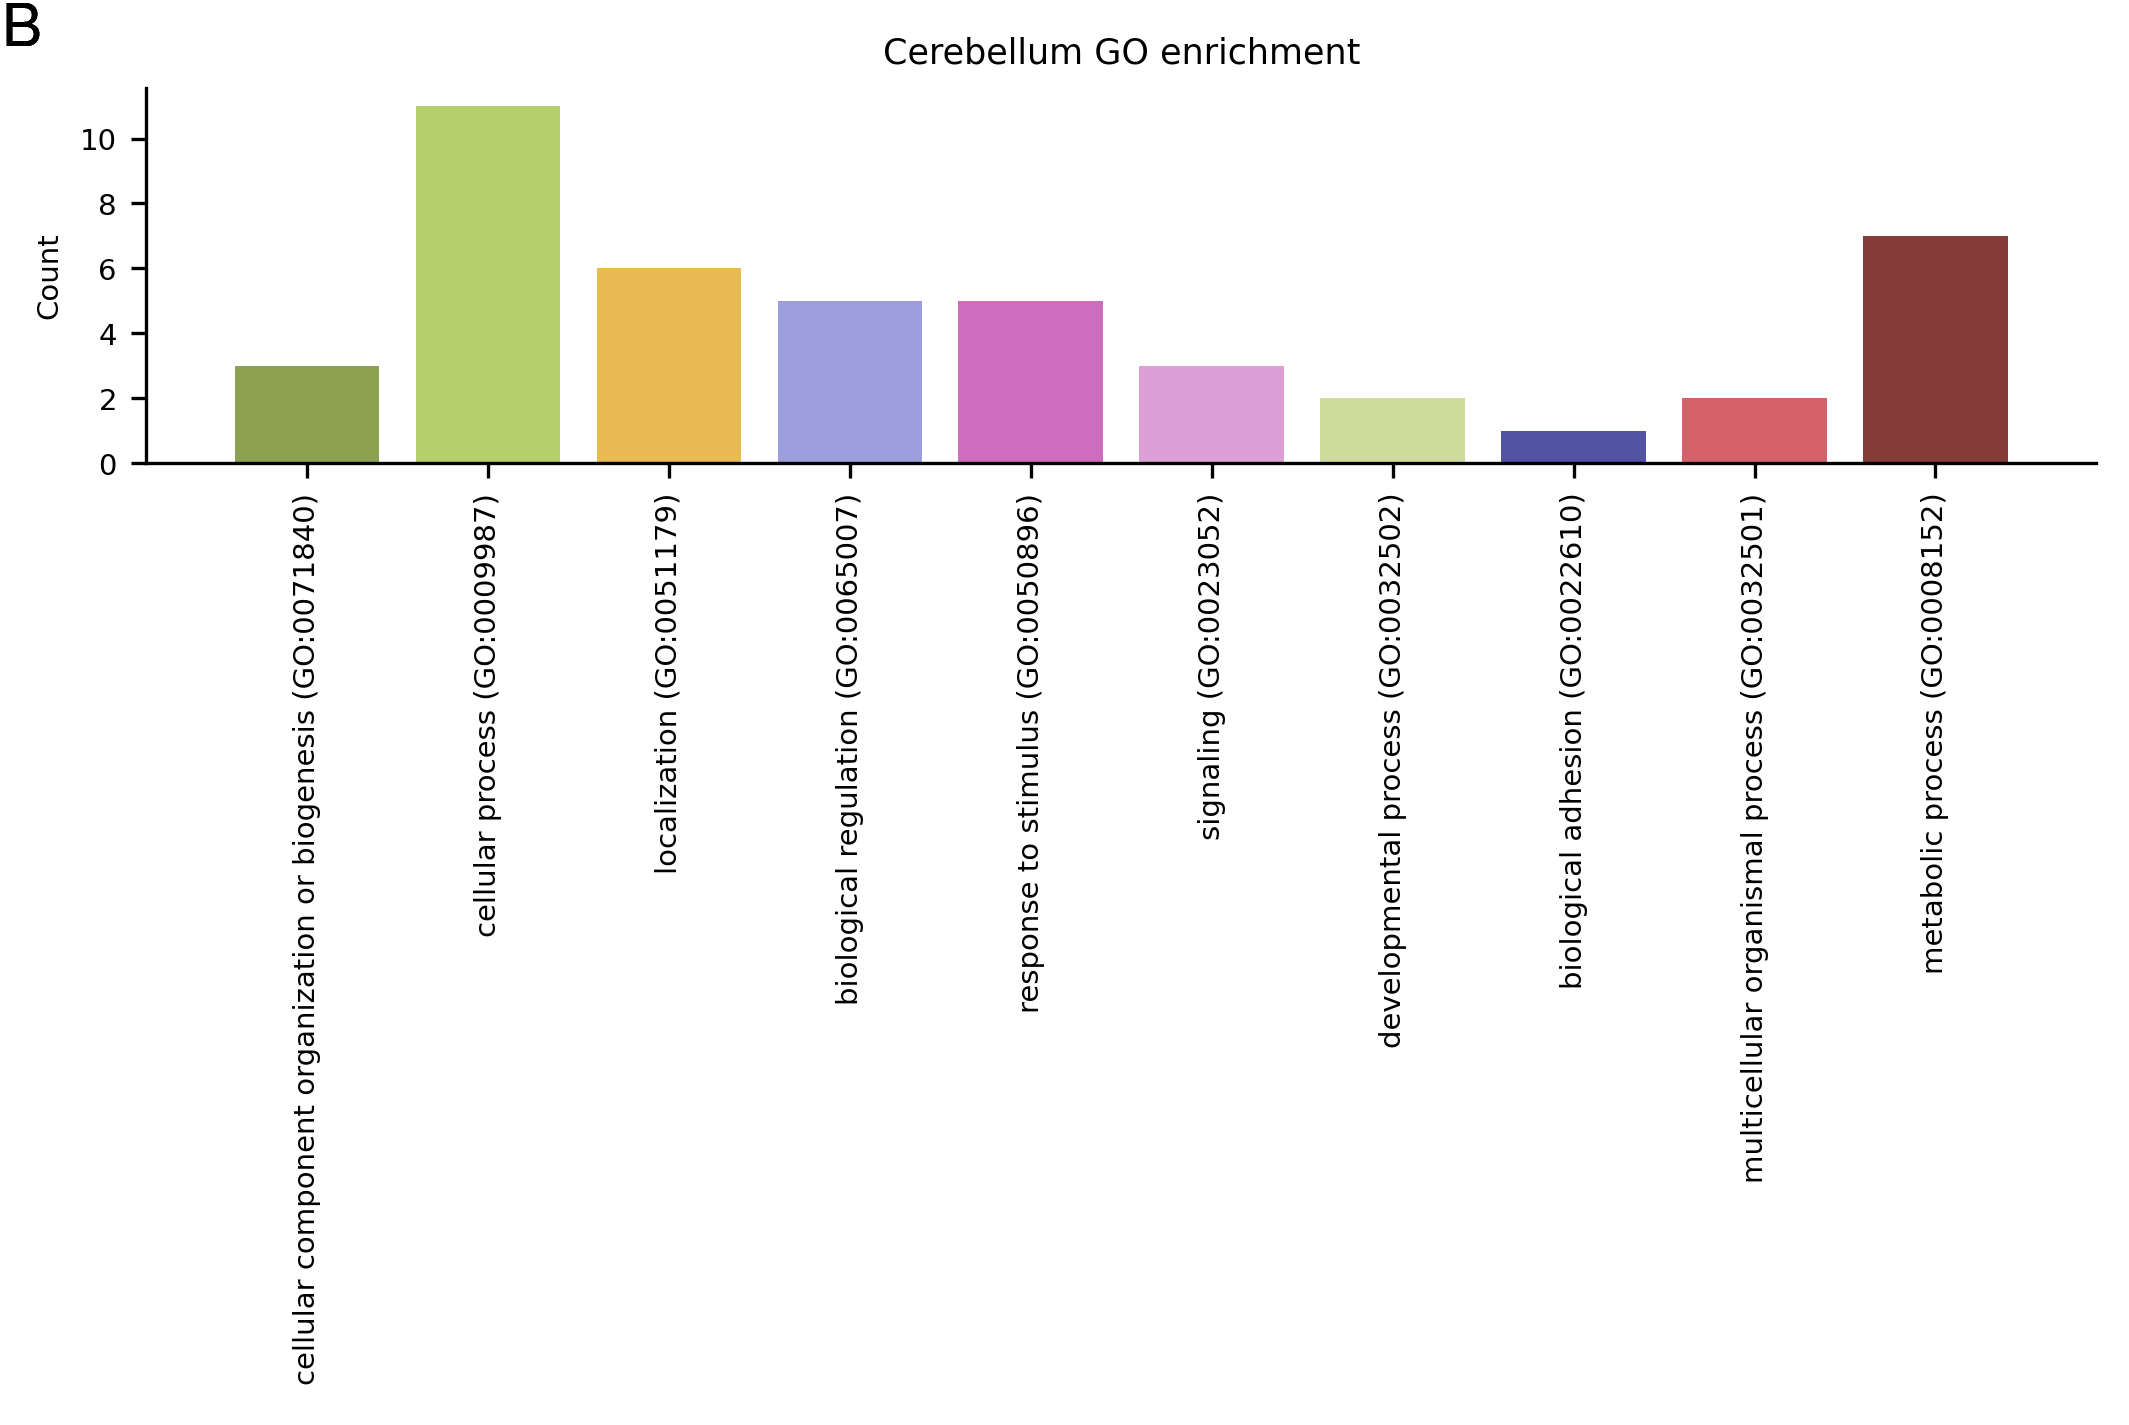 B
Cerebellum GO enrichment
Count
10
8
6
4
2
0
cellular component organization or biogenesis (GO:0071840)
cellular process (GO:0009987)
localization (GO:0051179)
biological regulation (GO:0065007)
response to stimulus (GO:0050896)
signaling (GO:0023052)
developmental process (GO:0032502)
biological adhesion (GO:0022610)
multicellular organismal process (GO:0032501)
metabolic process (GO:0008152)